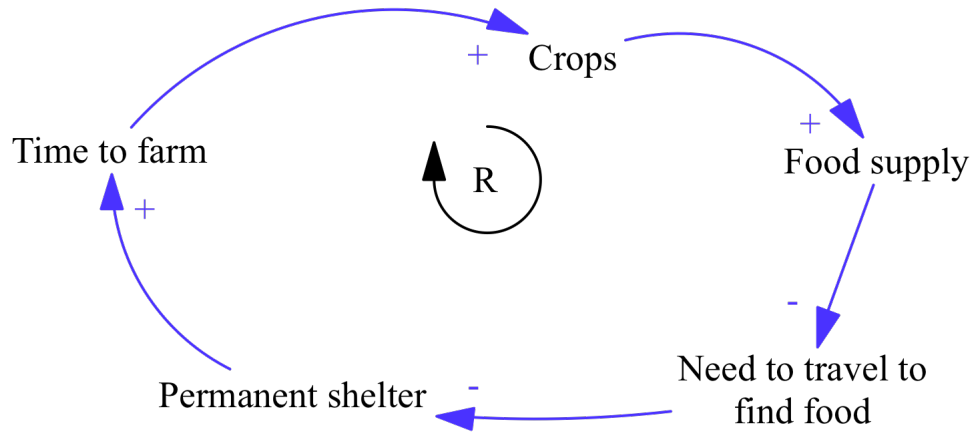 +
Crops
+
Time to farm
Food supply
R
+
-
Need to travel to
find food
Permanent shelter
-